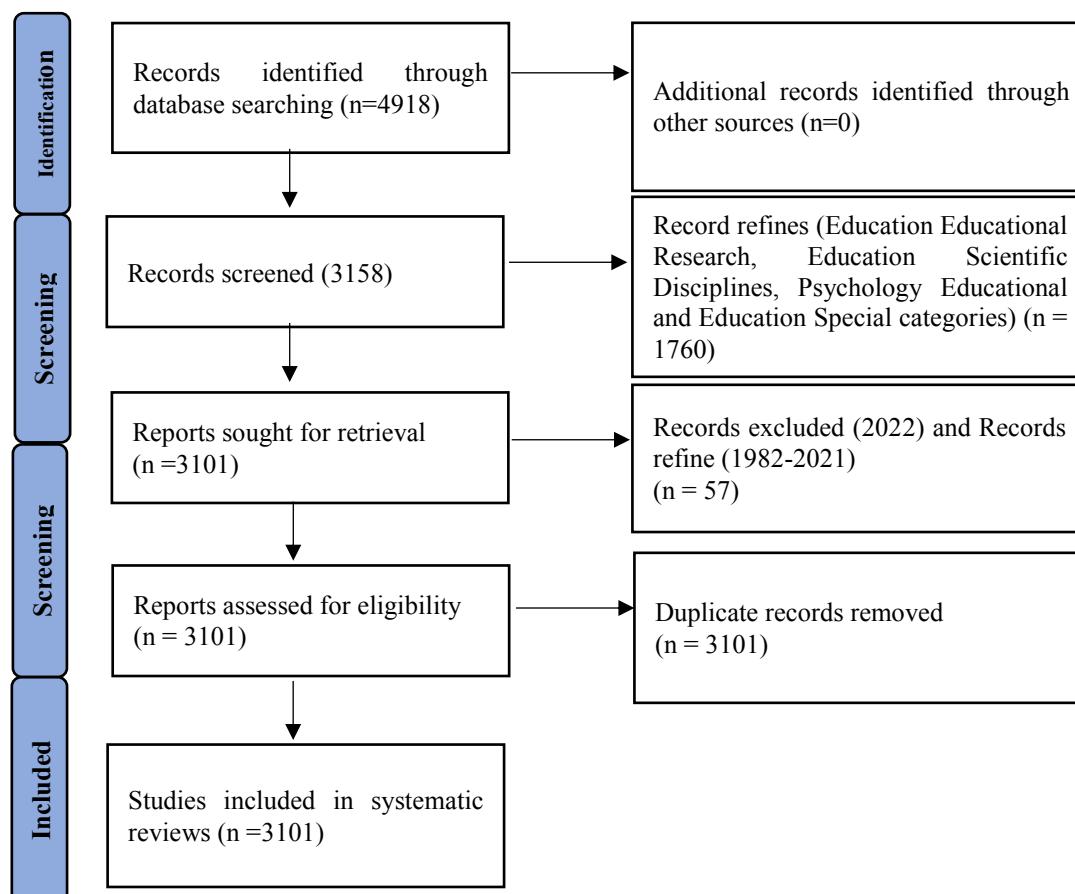 Identification
Records identified through
database searching (n=4918)
Additional records identified through
other sources (n=0)
Screening
Records screened (3158)
Record refines (Education Educational
Research, Education Scientific
Disciplines, Psychology Educational
and Education Special categories) (n =
1760)
Reports sought for retrieval
(n =3101)
Records excluded (2022) and Records
refine (1982-2021)
(n = 57)
Screening
Reports assessed for eligibility
(n = 3101)
Duplicate records removed
(n = 3101)
Included
Studies included in systematic
reviews (n =3101)